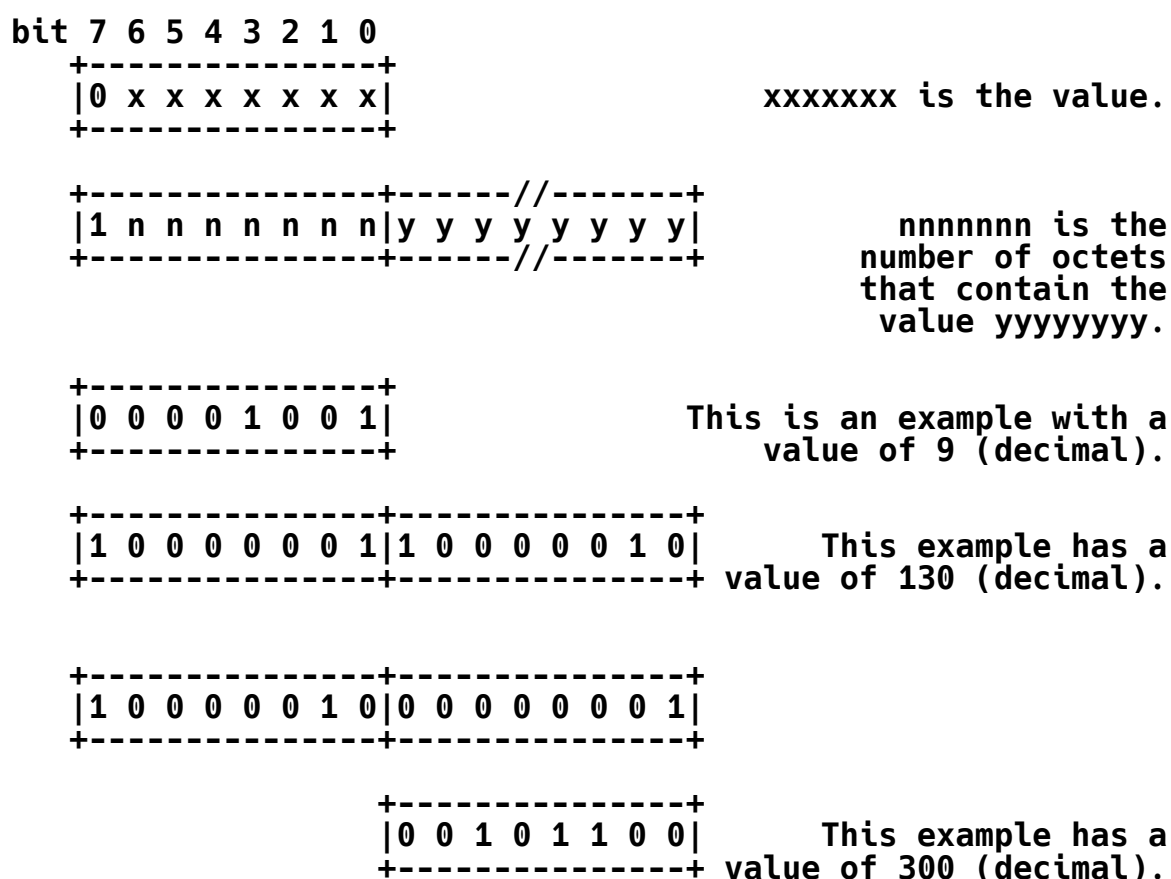 bit 7 6 5 4 3 2 1 0
+---------------+
|0 x x x x x x x| xxxxxxx is the value.
+---------------+
+---------------+------//-------+
|1 n n n n n n n|y y y y y y y y| nnnnnnn is the
+---------------+------//-------+ number of octets
that contain the
value yyyyyyyy.
+---------------+
|0 0 0 0 1 0 0 1| This is an example with a
+---------------+ value of 9 (decimal).
+---------------+---------------+
|1 0 0 0 0 0 0 1|1 0 0 0 0 0 1 0| This example has a
+---------------+---------------+ value of 130 (decimal).
+---------------+---------------+
|1 0 0 0 0 0 1 0|0 0 0 0 0 0 0 1|
+---------------+---------------+
+---------------+
|0 0 1 0 1 1 0 0| This example has a
+---------------+ value of 300 (decimal).